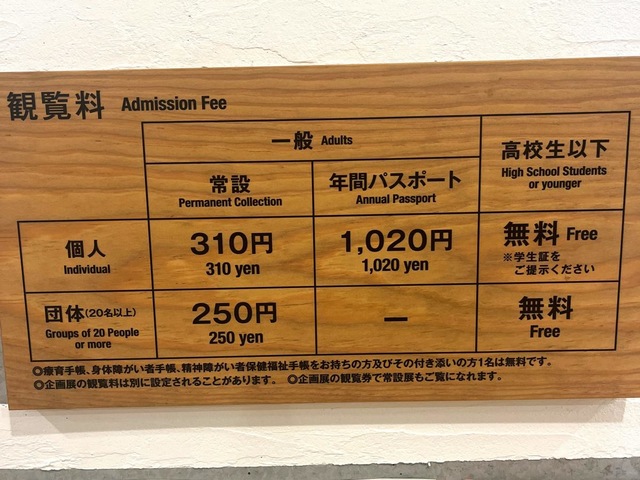 観覧料 Admission Fee
一般 Adults
高校生以下
High School Students
or younger
常設
Permanent Collection
年間パスポート
Annual Passport
個人
Individual
310円
310 yen
1,020円
1,020 yen
無料 Free
※学生証を
ご提示ください
団体(20名以上)
Groups of 20 People
or more
250円
250 yen
—
無料
Free
◎療育手帳、身体障がい者手帳、精神障がい者保健福祉手帳をお持ちの方及びその付き添いの方1名は無料です。
◎企画展の観覧料は別に設定されることがあります。 ◎企画展の観覧券で常設展もご覧になれます。